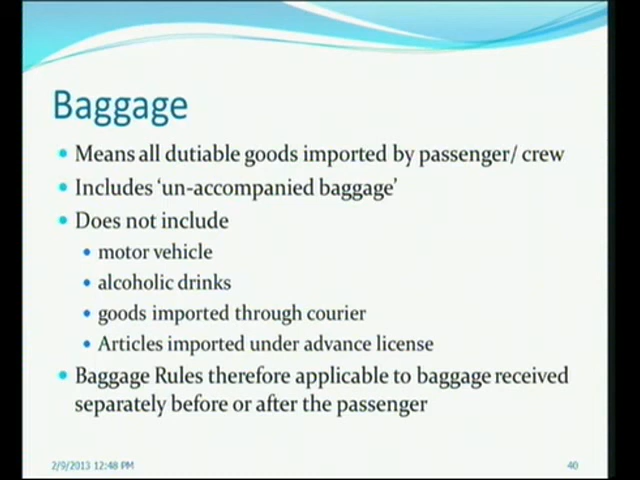 Baggage
Means all dutiable goods imported by passenger/ crew
Includes ‘un-accompanied baggage’
Does not include
motor vehicle
alcoholic drinks
goods imported through courier
Articles imported under advance license
Baggage Rules therefore applicable to baggage received
separately before or after the passenger
2/9/2013 12:48 PM
40